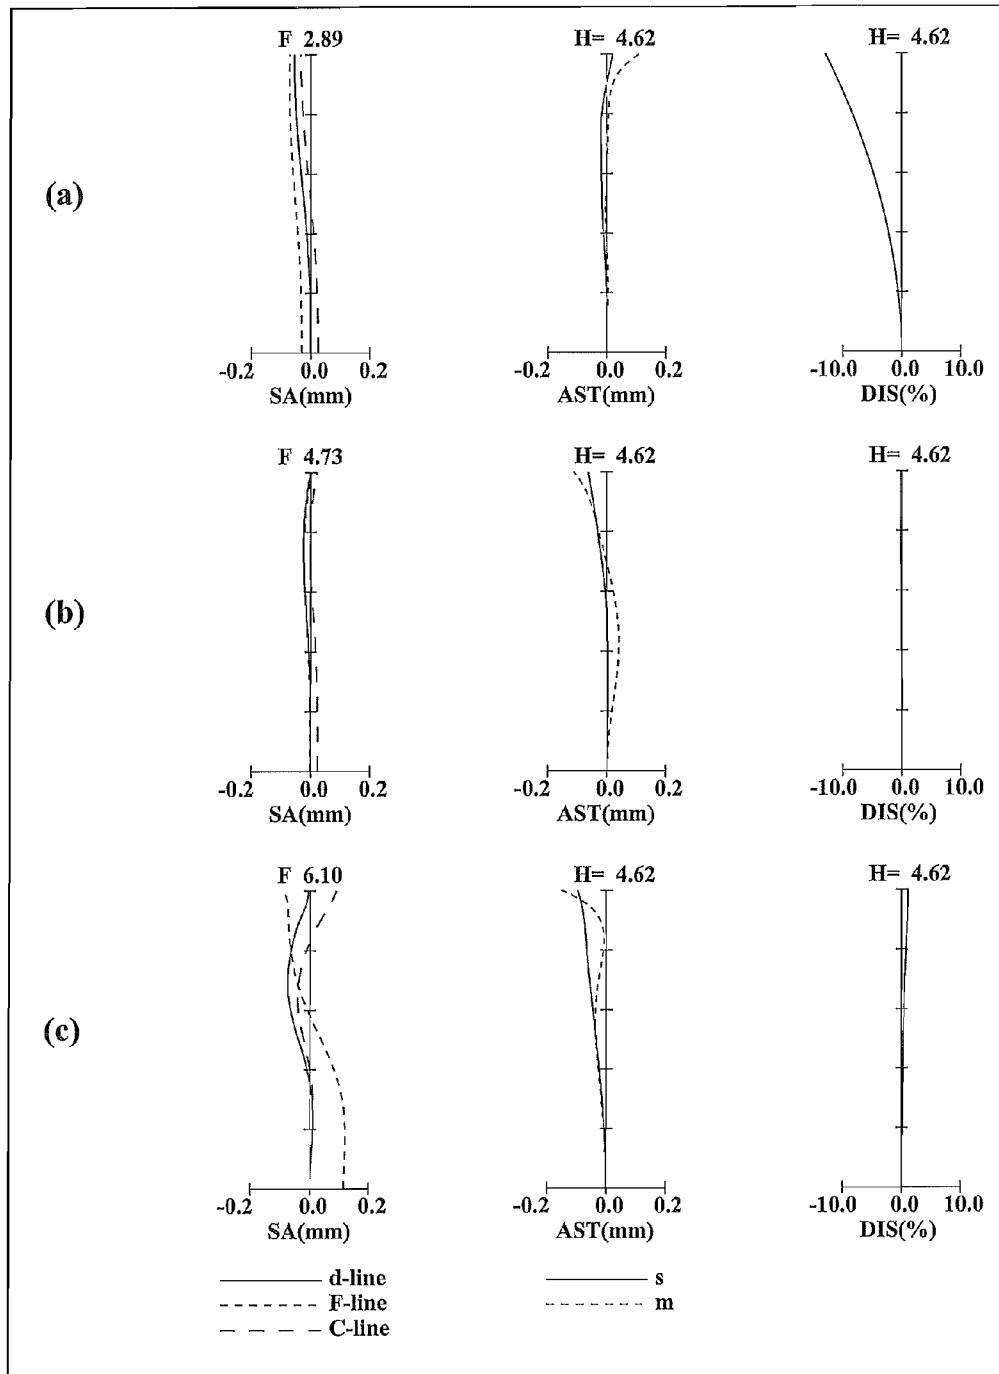 F 2.89
H= 4.62
H= 4.62
(a)
-0.2 0.0 0.2
SA(mm)
-0.2 0.0 0.2
AST(mm)
-10.0 0.0 10.0
DIS(%)
F 4.73
H= 4.62
H= 4.62
(b)
-0.2 0.0 0.2
SA(mm)
-0.2 0.0 0.2
AST(mm)
-10.0 0.0 10.0
DIS(%)
F 6.10
H= 4.62
H= 4.62
(c)
-0.2 0.0 0.2
SA(mm)
-0.2 0.0 0.2
AST(mm)
-10.0 0.0 10.0
DIS(%)
d-line
F-line
C-line
s
m